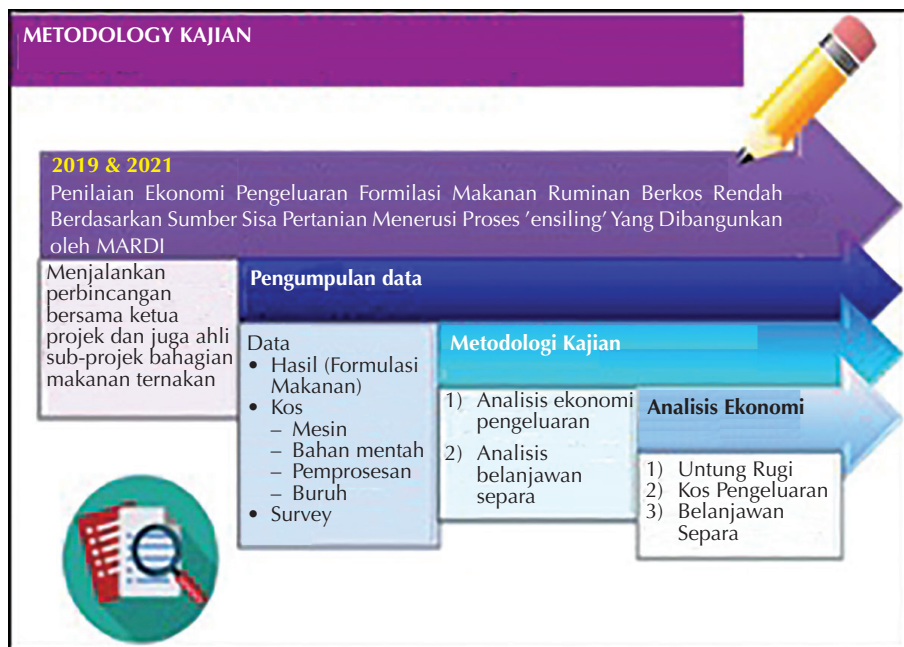 METODOLOGY KAJIAN
2019 & 2021
Penilaian Ekonomi Pengeluaran Formilasi Makanan Ruminan Berkos Rendah
Berdasarkan Sumber Sisa Pertanian Menerusi Proses 'ensiling' Yang Dibangunkan
oleh MARDI
Menjalankan
perbincangan
bersama ketua
projek dan juga ahli
sub-projek bahagian
makanan ternakan
Pengumpulan data
Data
• Hasil (Formulasi
Makanan)
• Kos
– Mesin
– Bahan mentah
– Pemprosesan
– Buruh
• Survey
Metodologi Kajian
1) Analisis ekonomi
pengeluaran
2) Analisis
belanjawan
separa
Analisis Ekonomi
1) Untung Rugi
2) Kos Pengeluaran
3) Belanjawan
Separa